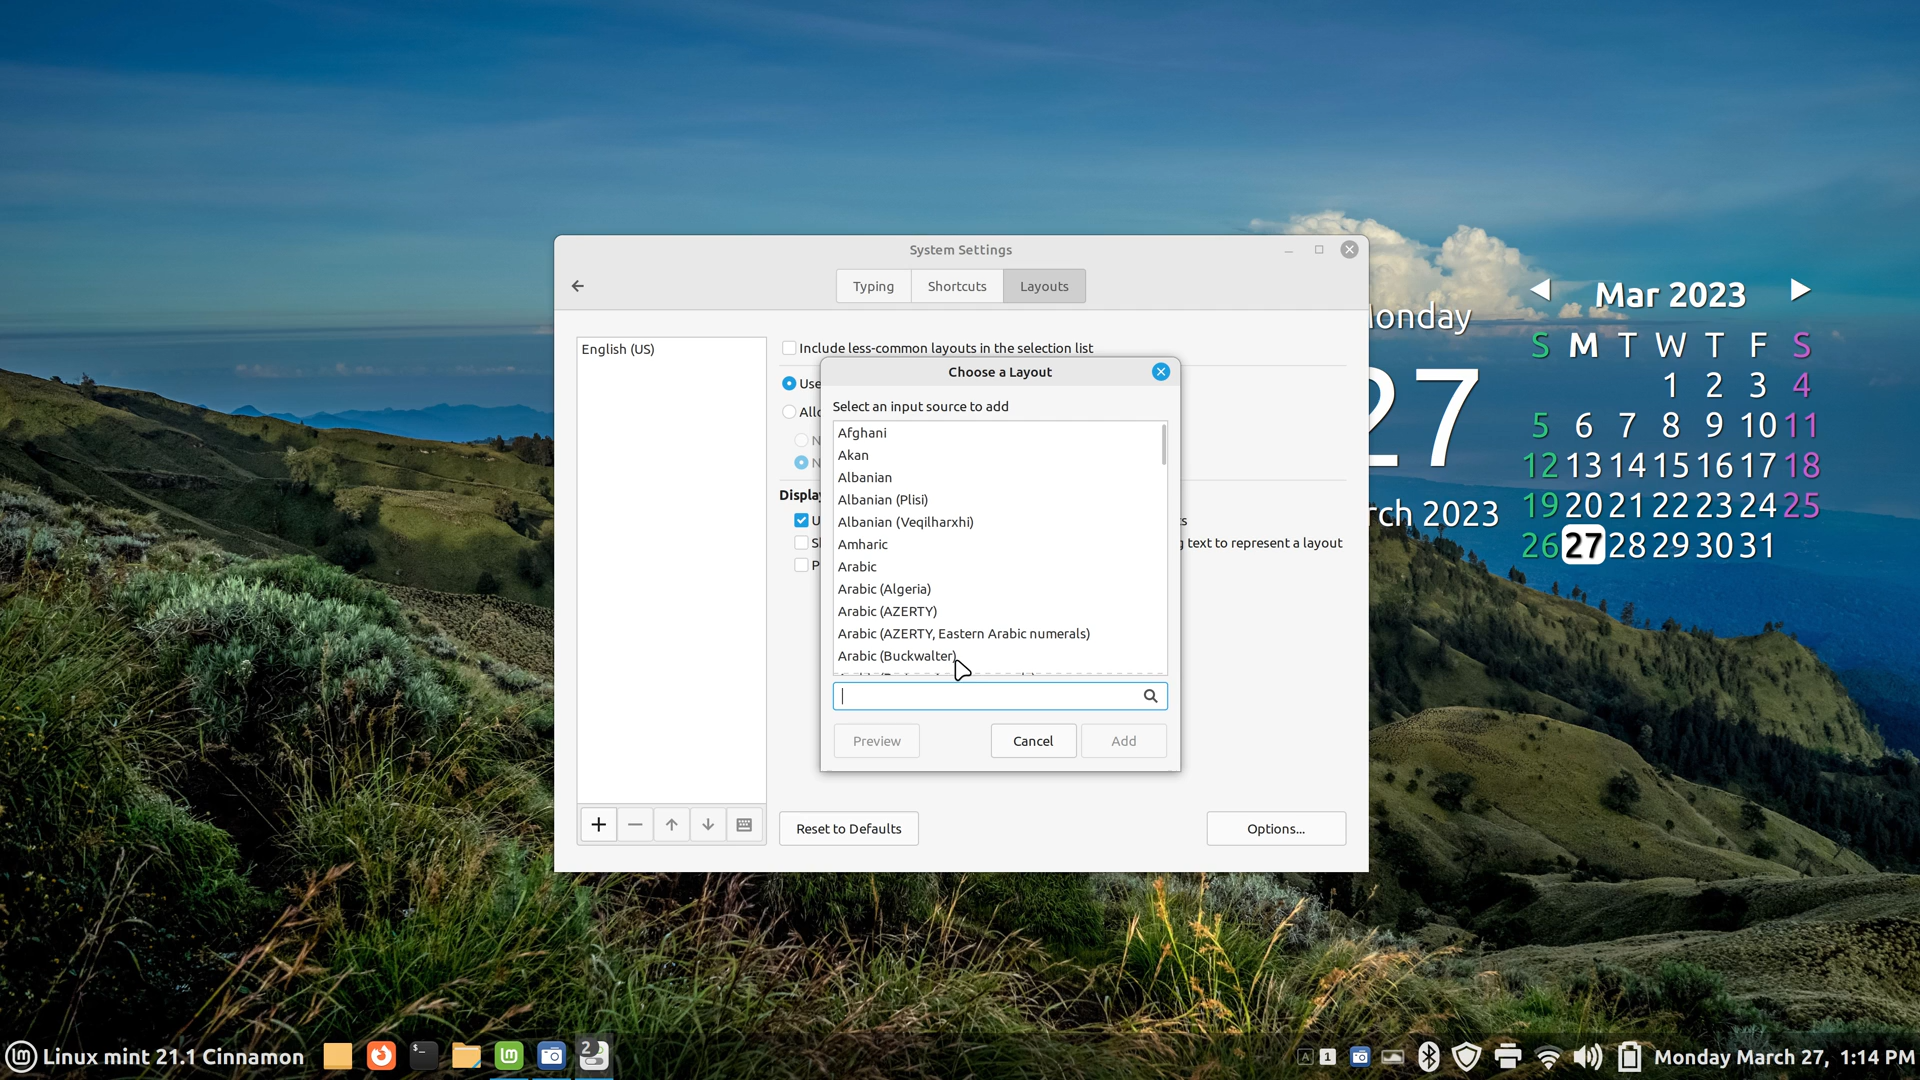 System Settings
Typing
Shortcuts
Layouts
English (US)
Include less-common layouts in the selection list
Use
Display
text to represent a layout
Reset to Defaults
Options...
Choose a Layout
Select an input source to add
Afghani
Akan
Albanian
Albanian (Plisi)
Albanian (Veqilharxhi)
Amharic
Arabic
Arabic (Algeria)
Arabic (AZERTY)
Arabic (AZERTY, Eastern Arabic numerals)
Arabic (Buckwalter)
Preview
Cancel
Add
onday
27
rch 2023
Mar 2023
S M T W T F S
1 2 3 4
5 6 7 8 9 10 11
12 13 14 15 16 17 18
19 20 21 22 23 24 25
26 27 28 29 30 31
Linux mint 21.1 Cinnamon
2
A
1
Monday March 27, 1:14 PM